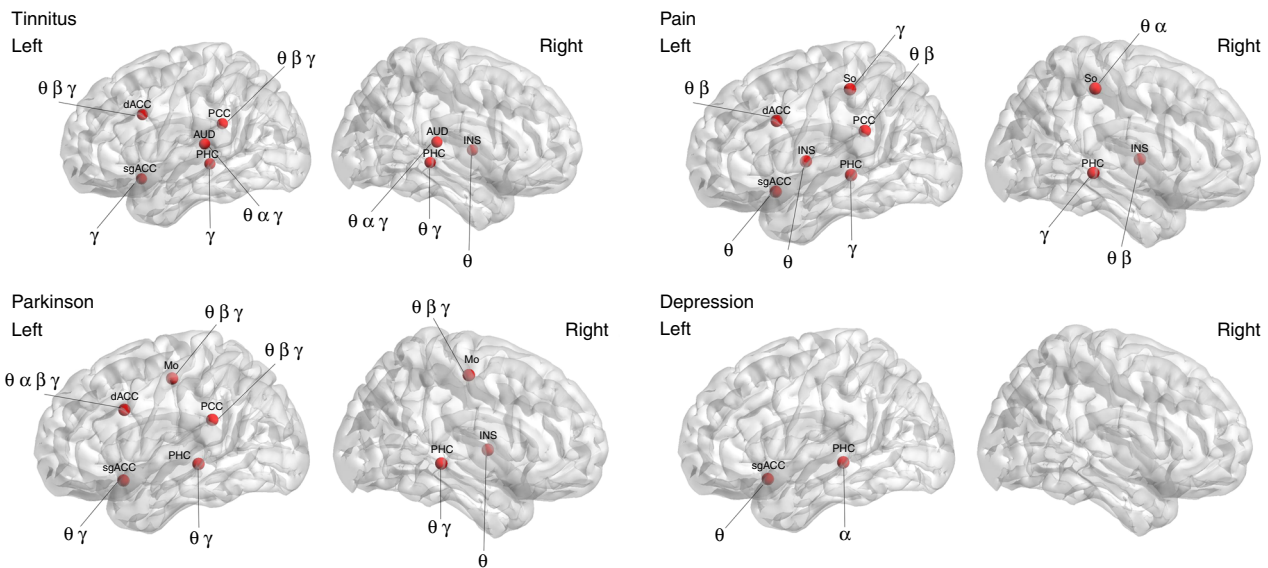 Tinnitus
Left
Right
θ β γ
θ β γ
dACC
PCC
AUD
PHC
sgACC
γ
γ
θ α γ
AUD
INS
PHC
θ α γ
θ γ
θ
Pain
Left
Right
γ
θ β
θ β
So
dACC
PCC
INS
PHC
sgACC
θ
θ
γ
θ α
So
INS
PHC
γ
θ β
Parkinson
Left
Right
θ β γ
θ β γ
θ α β γ
Mo
dACC
PCC
PHC
sgACC
θ γ
θ γ
θ β γ
Mo
INS
PHC
θ γ
θ
Depression
Left
Right
PHC
sgACC
θ
α